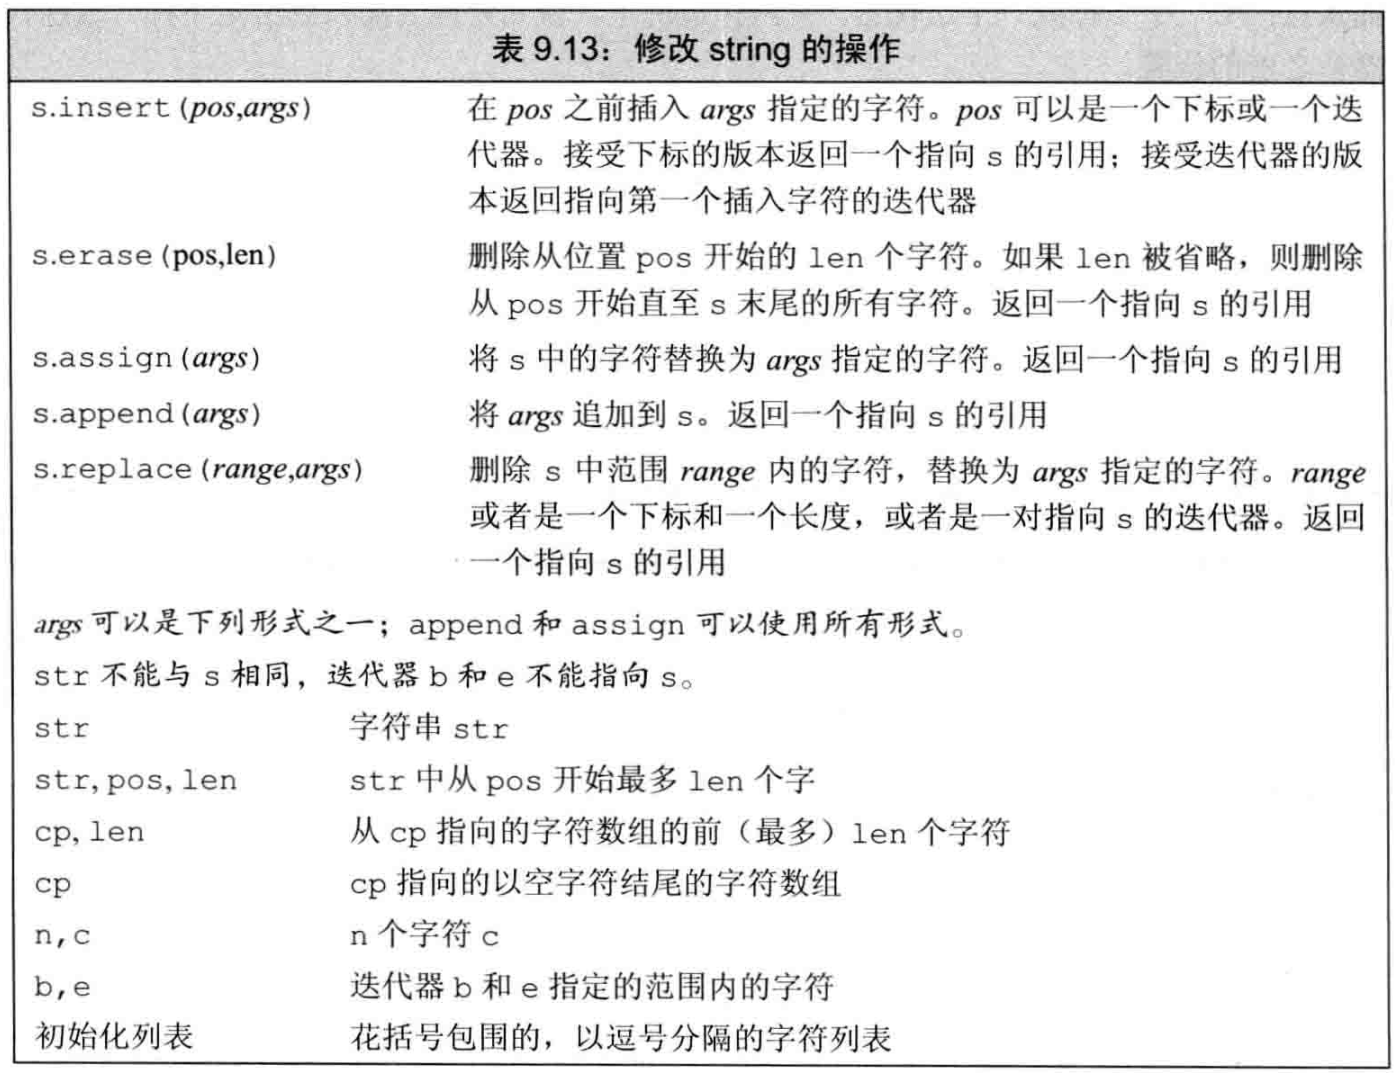 表 9.13：修改 string 的操作
s.insert(pos,args) 在 pos 之前插入 args 指定的字符。pos 可以是一个下标或一个迭
代器。接受下标的版本返回一个指向 s 的引用；接受迭代器的版
本返回指向第一个插入字符的迭代器
s.erase(pos,len) 删除从位置 pos 开始的 len 个字符。如果 len 被省略，则删除
从 pos 开始直至 s 末尾的所有字符。返回一个指向 s 的引用
s.assign(args) 将 s 中的字符替换为 args 指定的字符。返回一个指向 s 的引用
s.append(args) 将 args 追加到 s。返回一个指向 s 的引用
s.replace(range,args) 删除 s 中范围 range 内的字符，替换为 args 指定的字符。range
或者是一个下标和一个长度，或者是一对指向 s 的迭代器。返回
一个指向 s 的引用
args 可以是下列形式之一；append 和 assign 可以使用所有形式。
str 不能与 s 相同，迭代器 b 和 e 不能指向 s。
str 字符串 str
str,pos,len str 中从 pos 开始最多 len 个字
cp,len 从 cp 指向的字符数组的前（最多）len 个字符
cp cp 指向的以空字符结尾的字符数组
n,c n 个字符 c
b,e 迭代器 b 和 e 指定的范围内的字符
初始化列表 花括号包围的，以逗号分隔的字符列表